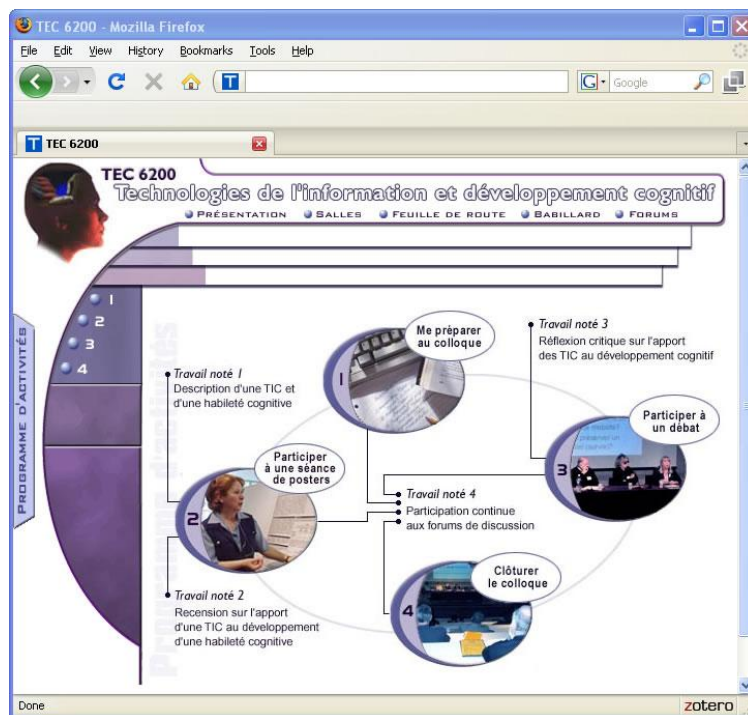 TEC 6200 - Mozilla Firefox
File Edit View History Bookmarks Tools Help
T
G Google
T TEC 6200
TEC 6200
Technologies de l'information et développement cognitif
PRÉSENTATION SALLES FEUILLE DE ROUTE BABILLARD FORUMS
PROGRAMME D'ACTIVITÉS
1
2
3
4
Programme d'activités
1
Me préparer
au colloque
Travail noté 1
Description d'une TIC et
d'une habileté cognitive
2
Participer
à une séance
de posters
Travail noté 2
Recension sur l'apport
d'une TIC au développement
d'une habileté cognitive
Travail noté 3
Réflexion critique sur l'apport
des TIC au développement cognitif
3
Participer à
un débat
Travail noté 4
Participation continue
aux forums de discussion
4
Clôturer
le colloque
Done
zotero